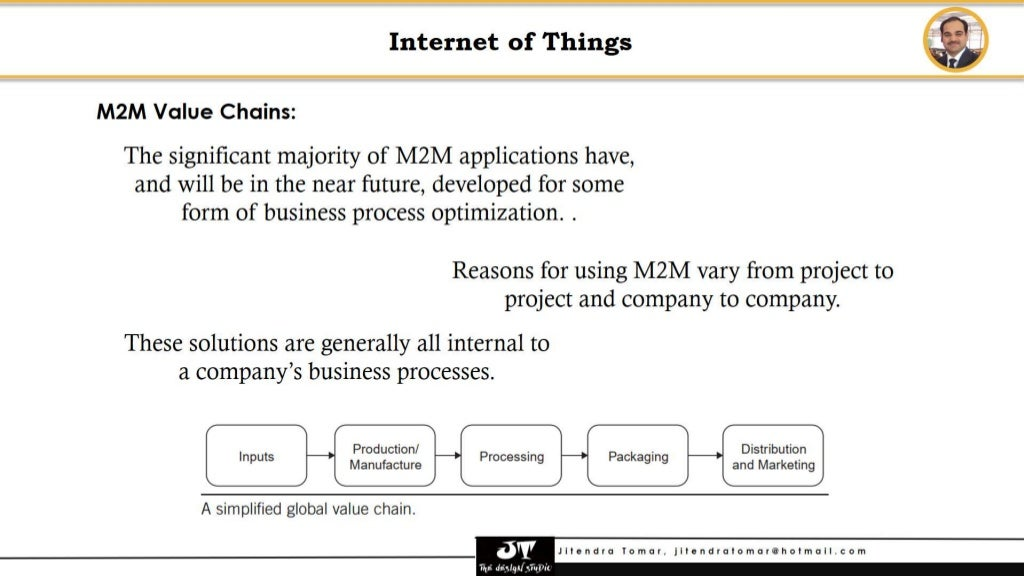 Internet of Things
M2M Value Chains:
The significant majority of M2M applications have,
and will be in the near future, developed for some
form of business process optimization. .
Reasons for using M2M vary from project to
project and company to company.
These solutions are generally all internal to
a company's business processes.
Inputs
Production/
Manufacture
Processing
Packaging
Distribution
and Marketing
A simplified global value chain.
JT
The design studio
Jitendra Tomar, jitendratomar@hotmail.com